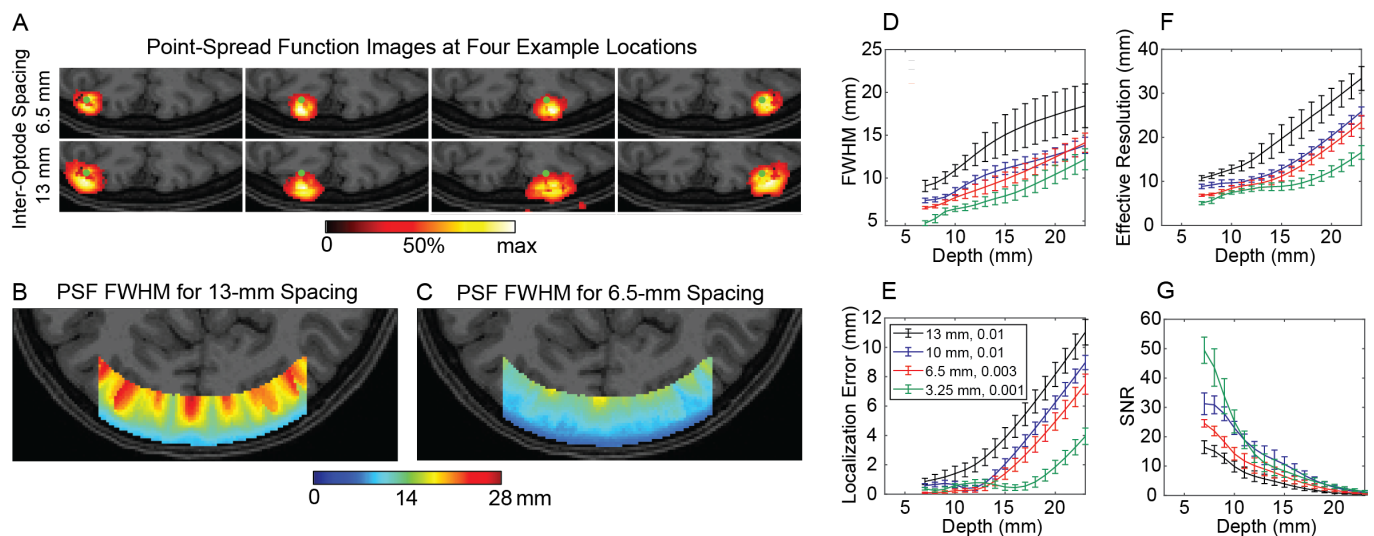 A
Point-Spread Function Images at Four Example Locations
Inter-Optode Spacing
6.5 mm
13 mm
0 50% max
B PSF FWHM for 13-mm Spacing
C PSF FWHM for 6.5-mm Spacing
0 14 28 mm
D
FWHM (mm)
25
20
15
10
5
5 10 15 20
Depth (mm)
E
Localization Error (mm)
12
10
8
6
4
2
0
13 mm, 0.01
10 mm, 0.01
6.5 mm, 0.003
3.25 mm, 0.001
5 10 15 20
Depth (mm)
F
Effective Resolution (mm)
40
30
20
10
0
5 10 15 20
Depth (mm)
G
SNR
60
50
40
30
20
10
0
5 10 15 20
Depth (mm)